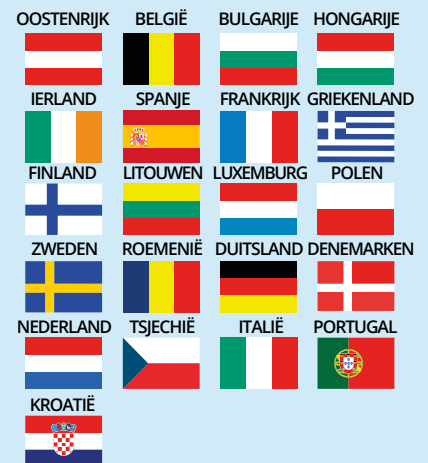 OOSTENRIJK BELGIË BULGARIJE HONGARIJE
IERLAND SPANJE FRANKRIJK GRIEKENLAND
FINLAND LITOUWEN LUXEMBURG POLEN
ZWEDEN ROEMENIË DUITSLAND DENEMARKEN
NEDERLAND TSJECHIË ITALIË PORTUGAL
KROATIË